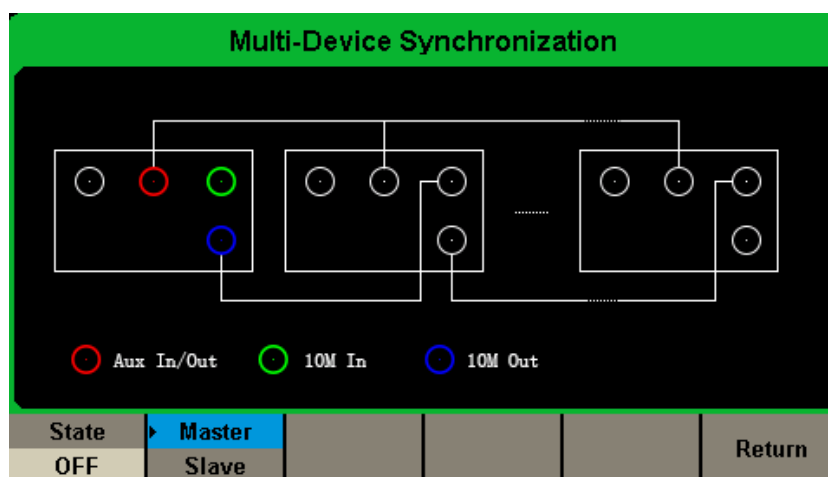 Multi-Device Synchronization
Aux In/Out 10M In 10M Out
State Master
OFF Slave Return